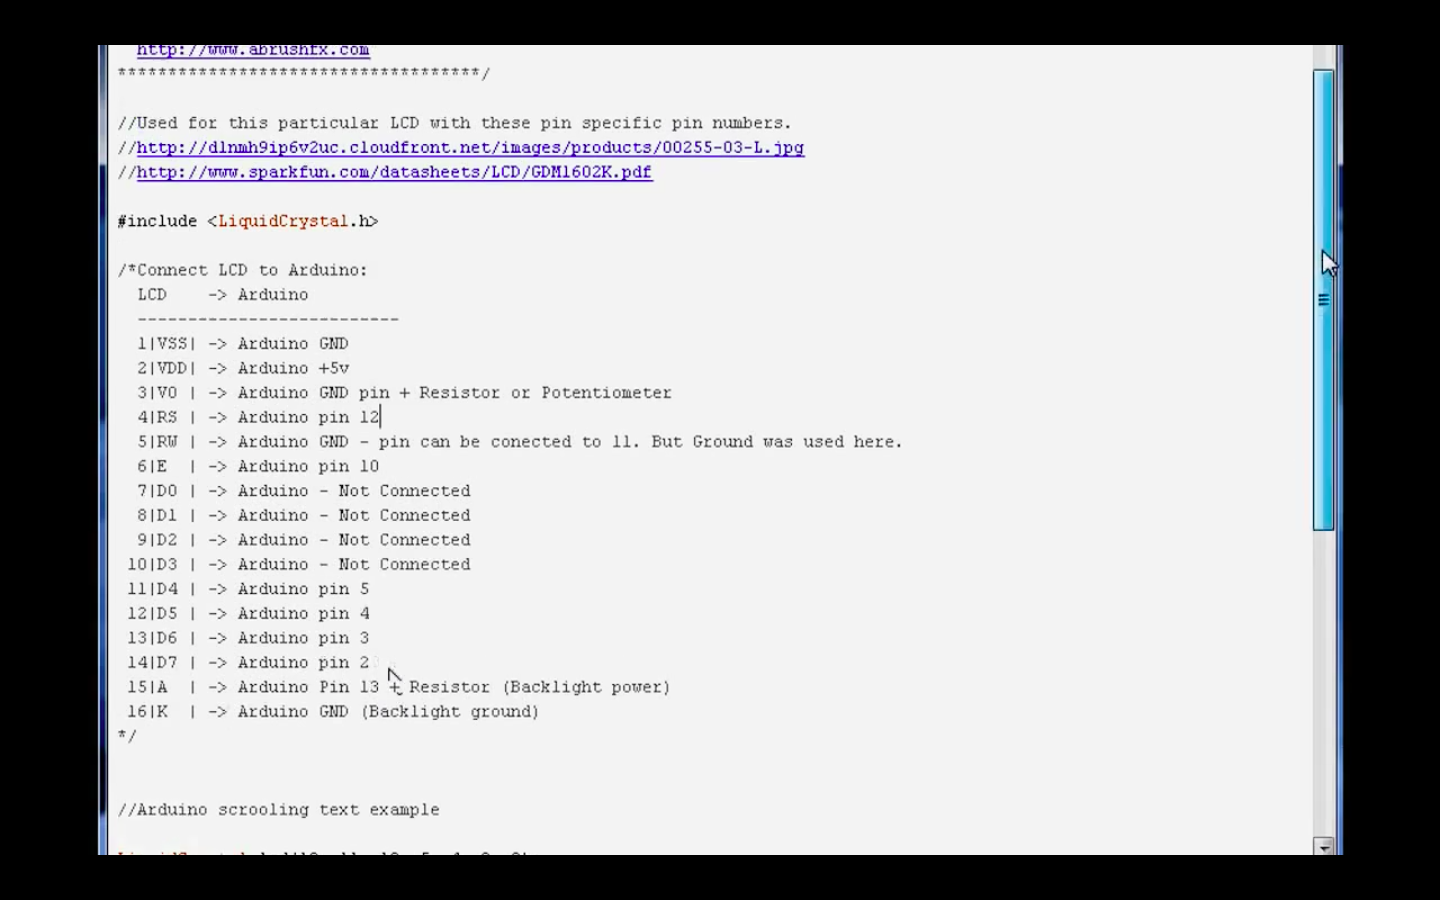 http://www.abrushfx.com
************************************/
//Used for this particular LCD with these pin specific pin numbers.
//http://dlnmh9ip6v2uc.cloudfront.net/images/products/00255-03-L.jpg
//http://www.sparkfun.com/datasheets/LCD/GDM1602K.pdf
#include <LiquidCrystal.h>
/*Connect LCD to Arduino:
LCD -> Arduino
--------------------------
1|VSS| -> Arduino GND
2|VDD| -> Arduino +5v
3|V0 | -> Arduino GND pin + Resistor or Potentiometer
4|RS | -> Arduino pin 12
5|RW | -> Arduino GND - pin can be conected to 11. But Ground was used here.
6|E | -> Arduino pin 10
7|D0 | -> Arduino - Not Connected
8|D1 | -> Arduino - Not Connected
9|D2 | -> Arduino - Not Connected
10|D3 | -> Arduino - Not Connected
11|D4 | -> Arduino pin 5
12|D5 | -> Arduino pin 4
13|D6 | -> Arduino pin 3
14|D7 | -> Arduino pin 2
15|A | -> Arduino Pin 13 + Resistor (Backlight power)
16|K | -> Arduino GND (Backlight ground)
*/
//Arduino scrooling text example